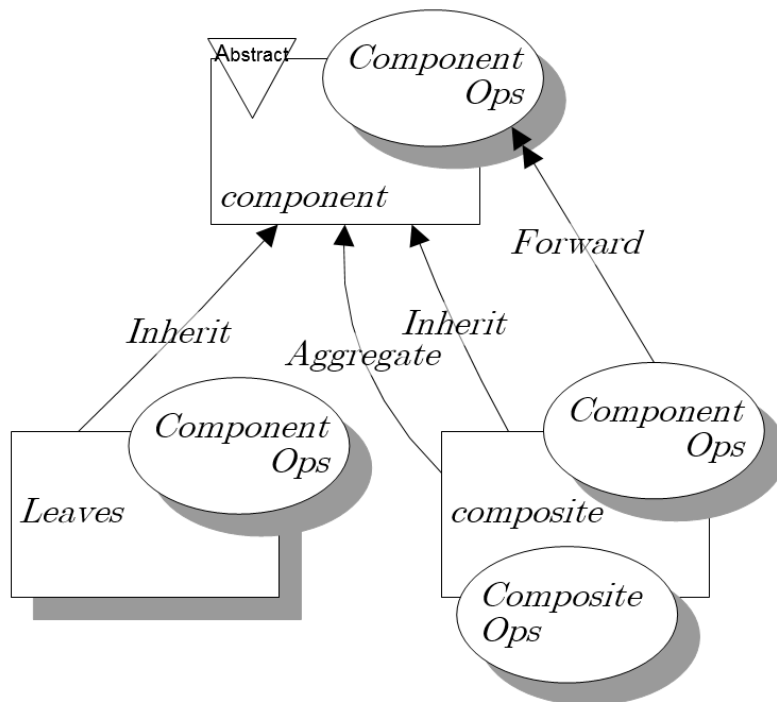 Abstract
Component
Ops
component
Forward
Inherit
Inherit
Aggregate
Component
Ops
Component
Ops
Leaves
composite
Composite
Ops